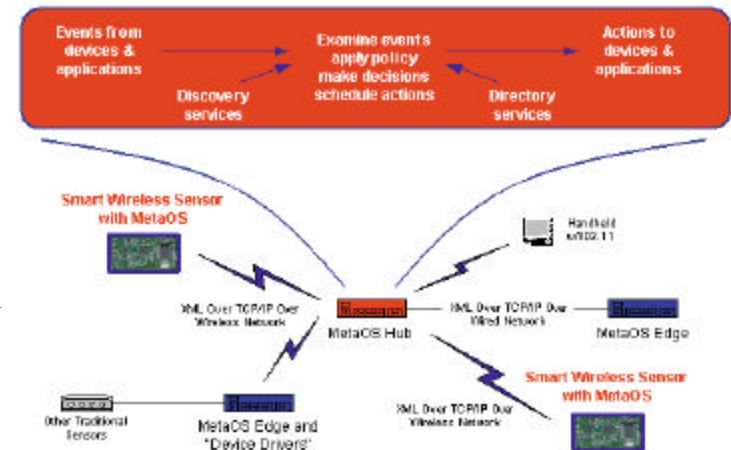 Events from
devices &
applications
Examine events
apply policy
make decisions
schedule actions
Actions to
devices &
applications
Discovery
services
Directory
services
Smart Wireless Sensor
with MetaOS
Handheld
XML Over TCP/IP Over
Wireless Network
MetaOS Hub
XML Over TCP/IP Over
Wired Network
MetaOS Edge
Smart Wireless Sensor
with MetaOS
Other Traditional
Sensors
MetaOS Edge and
"Device Drivers"
XML Over TCP/IP Over
Wireless Network